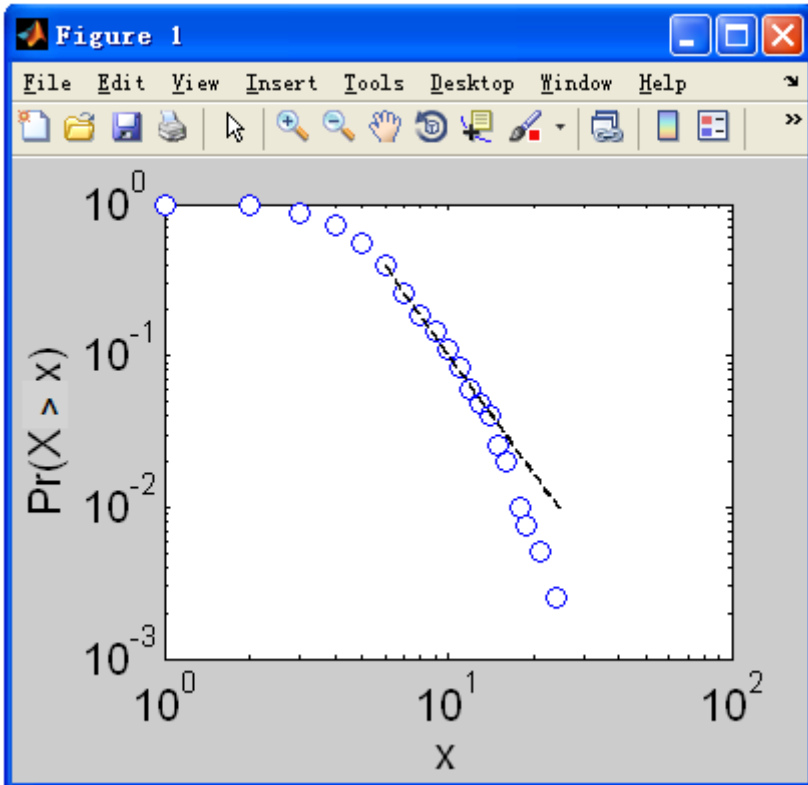 Figure 1
File Edit View Insert Tools Desktop Window Help
10^0
10^-1
10^-2
10^-3
Pr(X > x)
10^0 10^1 10^2
x